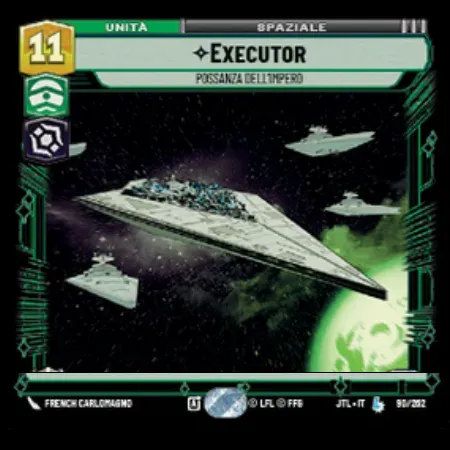 UNITÀ
SPAZIALE
11
EXECUTOR
POSSANZA DELL'IMPERO
FRENCH CARLOMAGNO
A
© LFL © FFG
JTL • IT
90/262